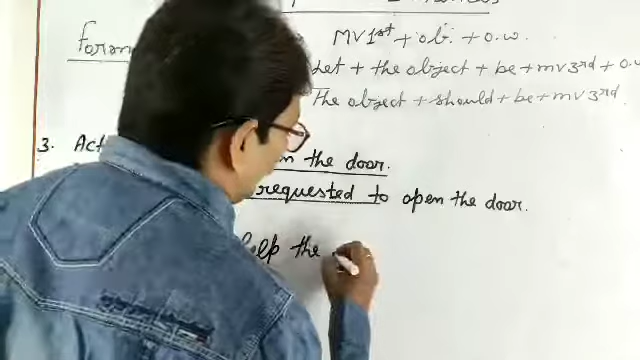 form
MV1st + ob. + o.w.
Let + the object + be + mv3rd + o.w
The object + should + be + mv3rd.
3. Act
the door.
requested to open the door.
help the